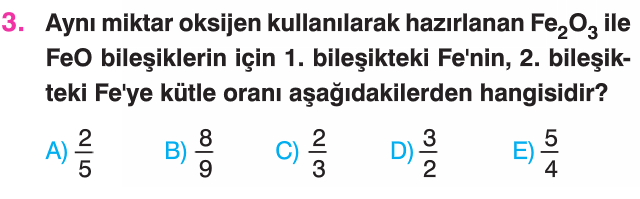 3. Aynı miktar oksijen kullanılarak hazırlanan Fe₂O₃ ile
FeO bileşiklerin için 1. bileşikteki Fe'nin, 2. bileşik-
teki Fe'ye kütle oranı aşağıdakilerden hangisidir?
A) 2/5 B) 8/9 C) 2/3 D) 3/2 E) 5/4